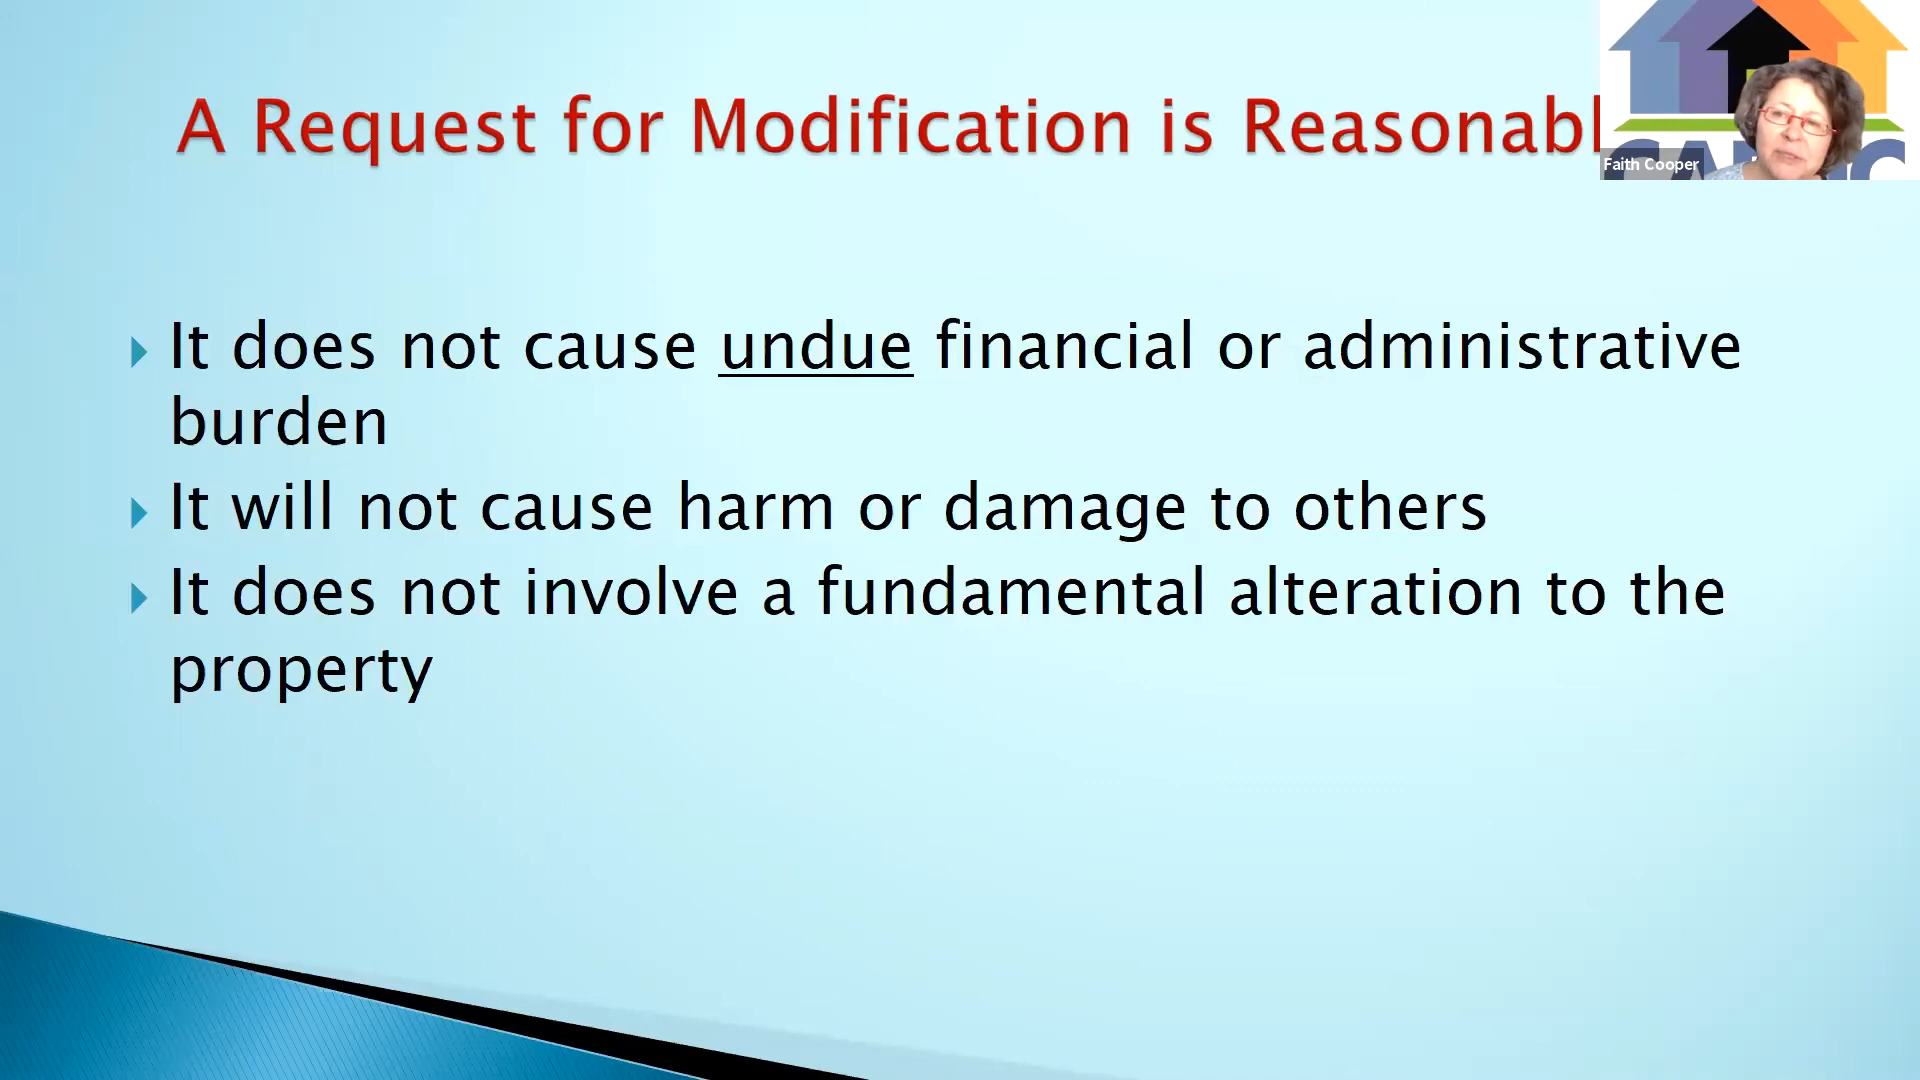 A Request for Modification is Reasonabl
Faith Cooper
It does not cause undue financial or administrative
burden
It will not cause harm or damage to others
It does not involve a fundamental alteration to the
property